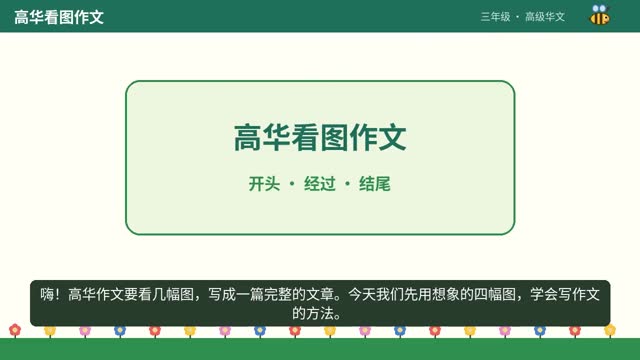 高华看图作文
三年级 · 高级华文
高华看图作文
开头 · 经过 · 结尾
嗨！高华作文要看几幅图，写成一篇完整的文章。今天我们先用想象的四幅图，学会写作文
的方法。